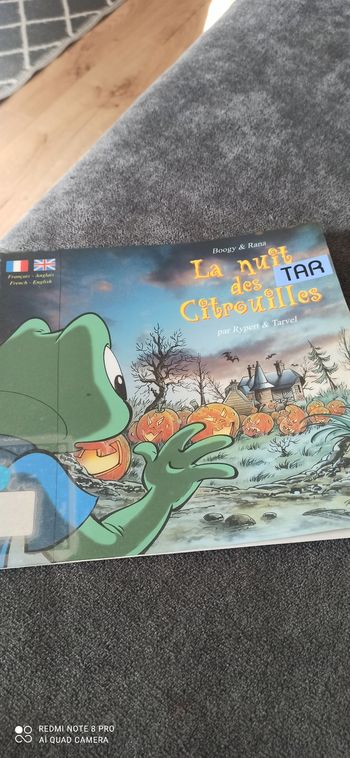 Français - Anglais
French - English
Boogy & Rana
La nuit
des
TAR
Citrouilles
par Rypert & Tarvel
REDMI NOTE 8 PRO
AI QUAD CAMERA